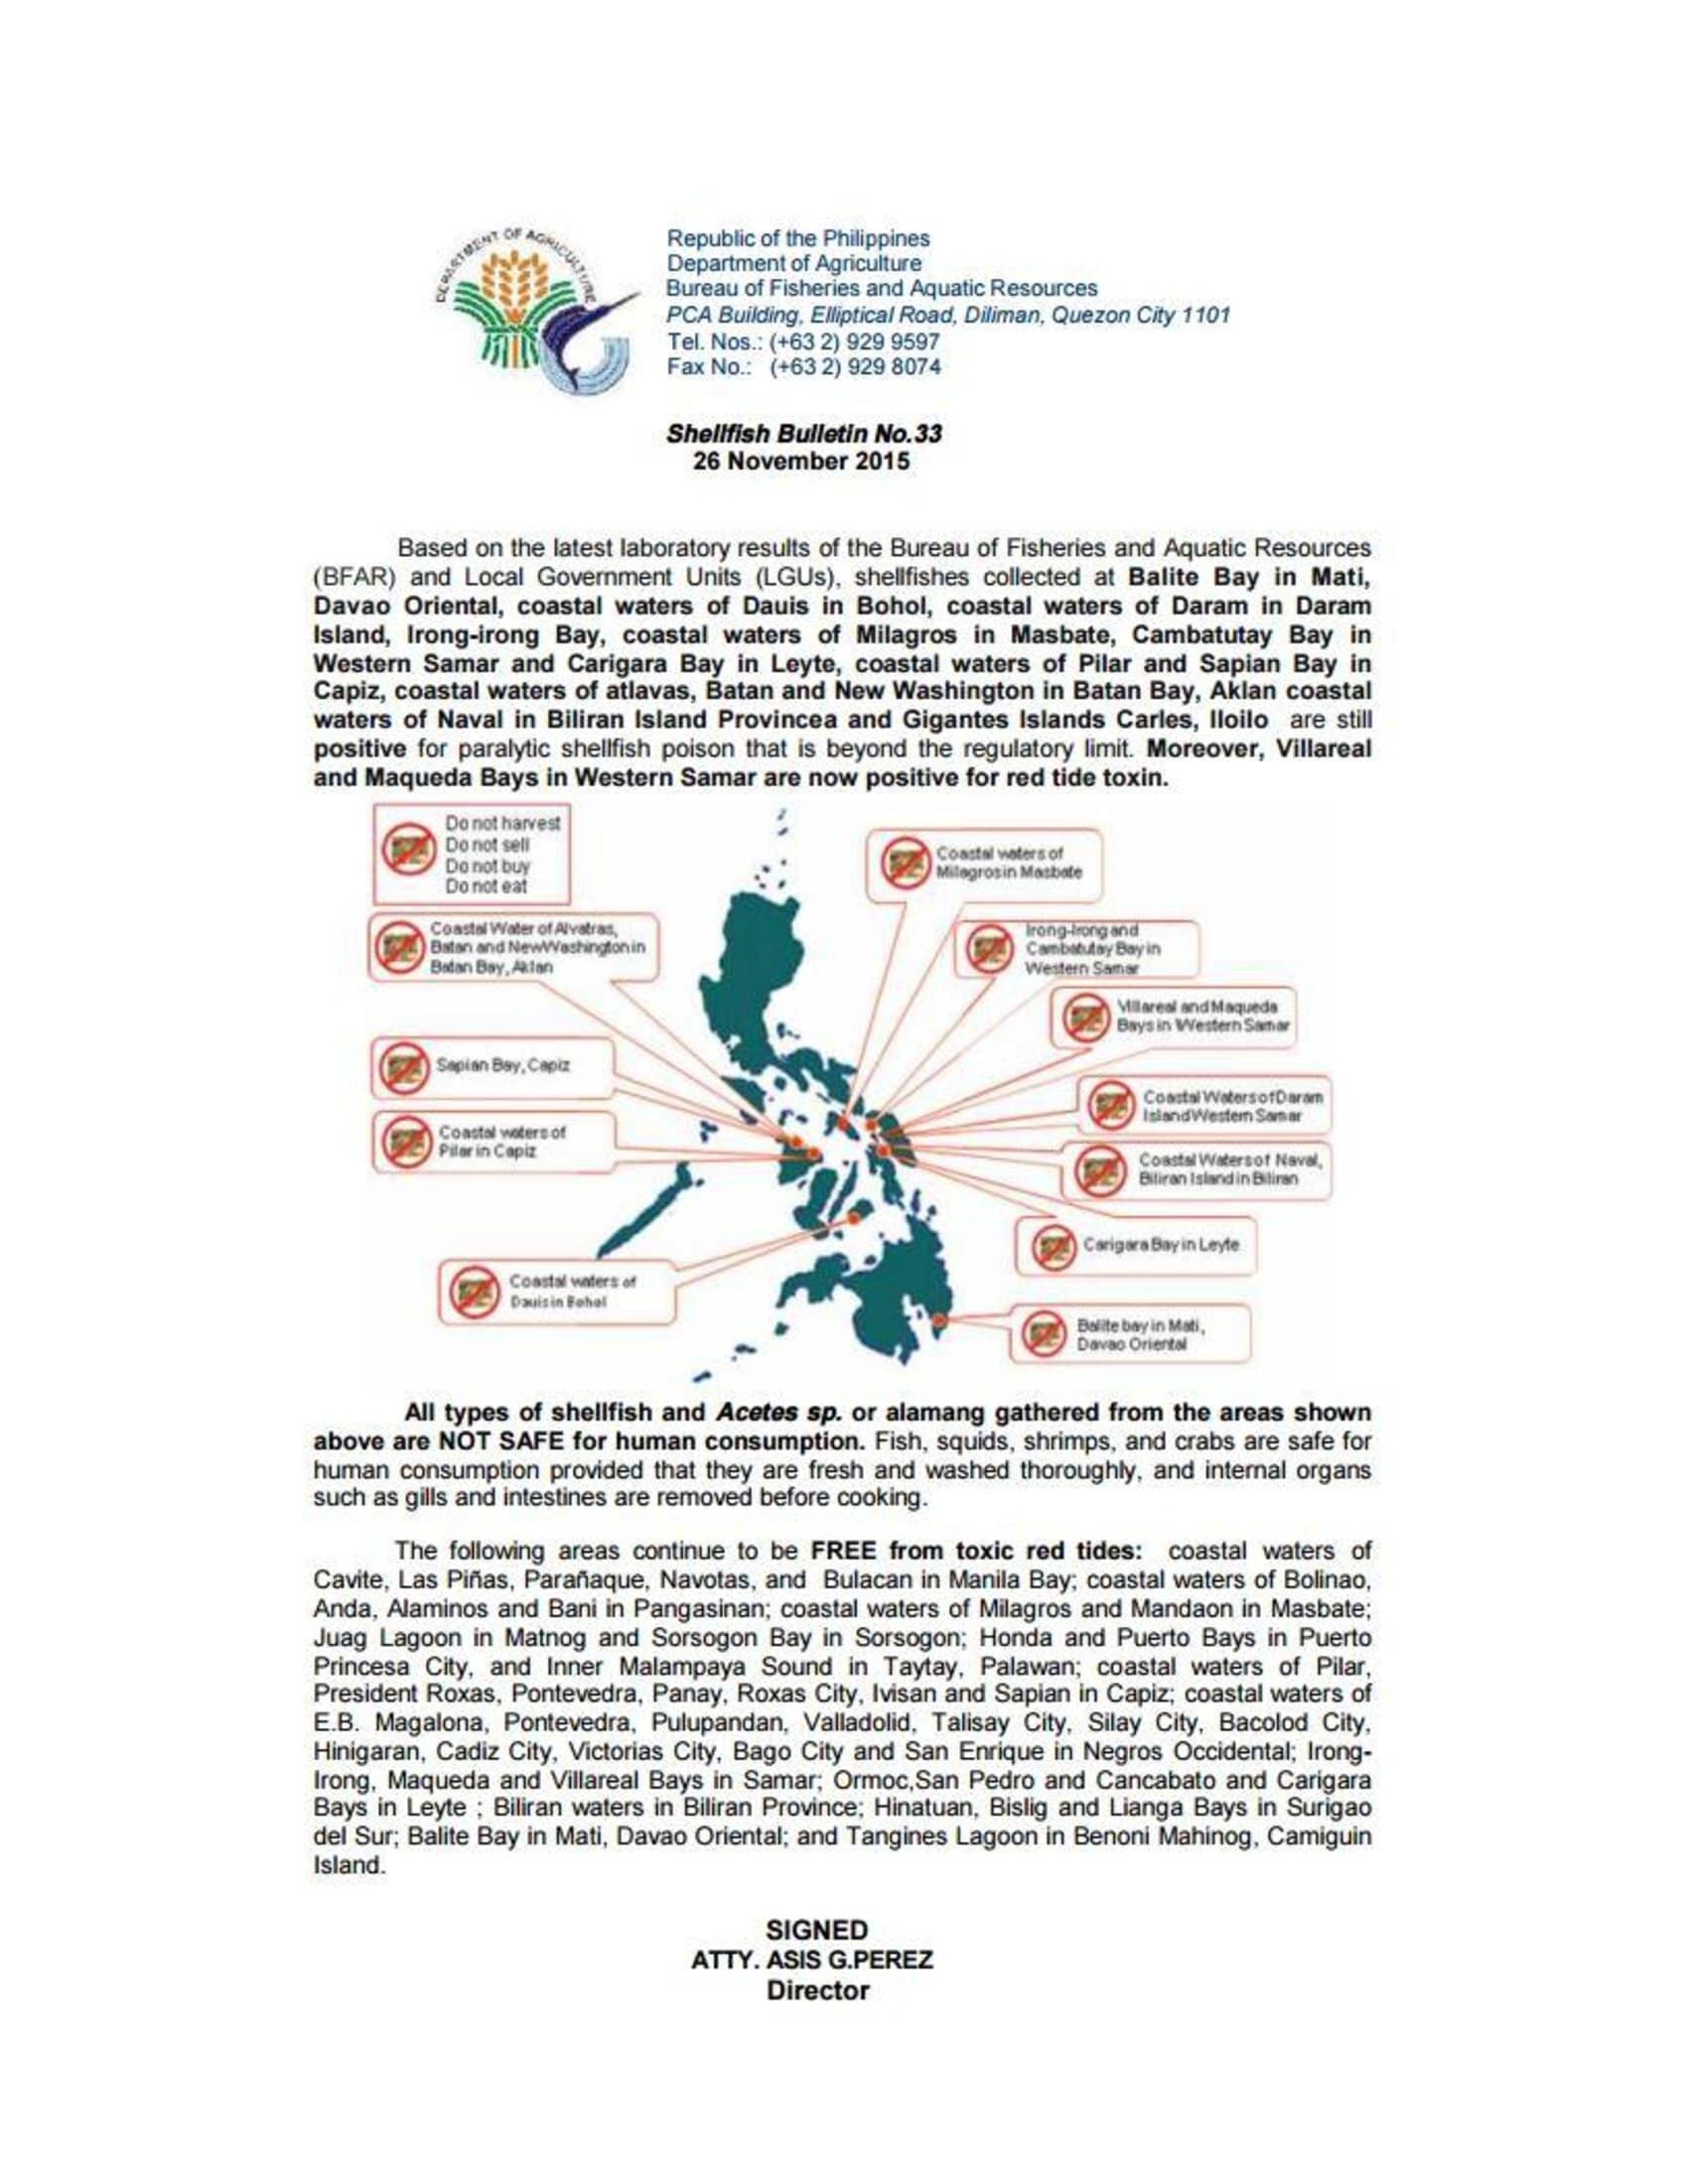 DEPARTMENT OF AGRICULTURE
Republic of the Philippines
Department of Agriculture
Bureau of Fisheries and Aquatic Resources
PCA Building, Elliptical Road, Diliman, Quezon City 1101
Tel. Nos.: (+63 2) 929 9597
Fax No.: (+63 2) 929 8074
Shellfish Bulletin No.33
26 November 2015
Based on the latest laboratory results of the Bureau of Fisheries and Aquatic Resources
(BFAR) and Local Government Units (LGUs), shellfishes collected at Balite Bay in Mati,
Davao Oriental, coastal waters of Dauis in Bohol, coastal waters of Daram in Daram
Island, Irong-irong Bay, coastal waters of Milagros in Masbate, Cambatutay Bay in
Western Samar and Carigara Bay in Leyte, coastal waters of Pilar and Sapian Bay in
Capiz, coastal waters of atlavas, Batan and New Washington in Batan Bay, Aklan coastal
waters of Naval in Biliran Island Provincea and Gigantes Islands Carles, Iloilo are still
positive for paralytic shellfish poison that is beyond the regulatory limit. Moreover, Villareal
and Maqueda Bays in Western Samar are now positive for red tide toxin.
Do not harvest
Do not sell
Do not buy
Do not eat
Coastal waters of
Milagros in Masbate
Coastal Water of Alvatras,
Batan and New Washington in
Batan Bay, Aklan
Irong-Irong and
Cambatutay Bay in
Western Samar
Villareal and Maqueda
Bays in Western Samar
Sapian Bay, Capiz
Coastal Waters of Daram
Island Western Samar
Coastal waters of
Pilar in Capiz
Coastal Waters of Naval,
Biliran Island in Biliran
Carigara Bay in Leyte
Coastal waters of
Dauis in Bohol
Balite bay in Mati,
Davao Oriental
All types of shellfish and Acetes sp. or alamang gathered from the areas shown
above are NOT SAFE for human consumption. Fish, squids, shrimps, and crabs are safe for
human consumption provided that they are fresh and washed thoroughly, and internal organs
such as gills and intestines are removed before cooking.
The following areas continue to be FREE from toxic red tides: coastal waters of
Cavite, Las Piñas, Parañaque, Navotas, and Bulacan in Manila Bay; coastal waters of Bolinao,
Anda, Alaminos and Bani in Pangasinan; coastal waters of Milagros and Mandaon in Masbate;
Juag Lagoon in Matnog and Sorsogon Bay in Sorsogon; Honda and Puerto Bays in Puerto
Princesa City, and Inner Malampaya Sound in Taytay, Palawan; coastal waters of Pilar,
President Roxas, Pontevedra, Panay, Roxas City, Ivisan and Sapian in Capiz; coastal waters of
E.B. Magalona, Pontevedra, Pulupandan, Valladolid, Talisay City, Silay City, Bacolod City,
Hinigaran, Cadiz City, Victorias City, Bago City and San Enrique in Negros Occidental; Irong-
Irong, Maqueda and Villareal Bays in Samar; Ormoc,San Pedro and Cancabato and Carigara
Bays in Leyte ; Biliran waters in Biliran Province; Hinatuan, Bislig and Lianga Bays in Surigao
del Sur; Balite Bay in Mati, Davao Oriental; and Tangines Lagoon in Benoni Mahinog, Camiguin
Island.
SIGNED
ATTY. ASIS G.PEREZ
Director